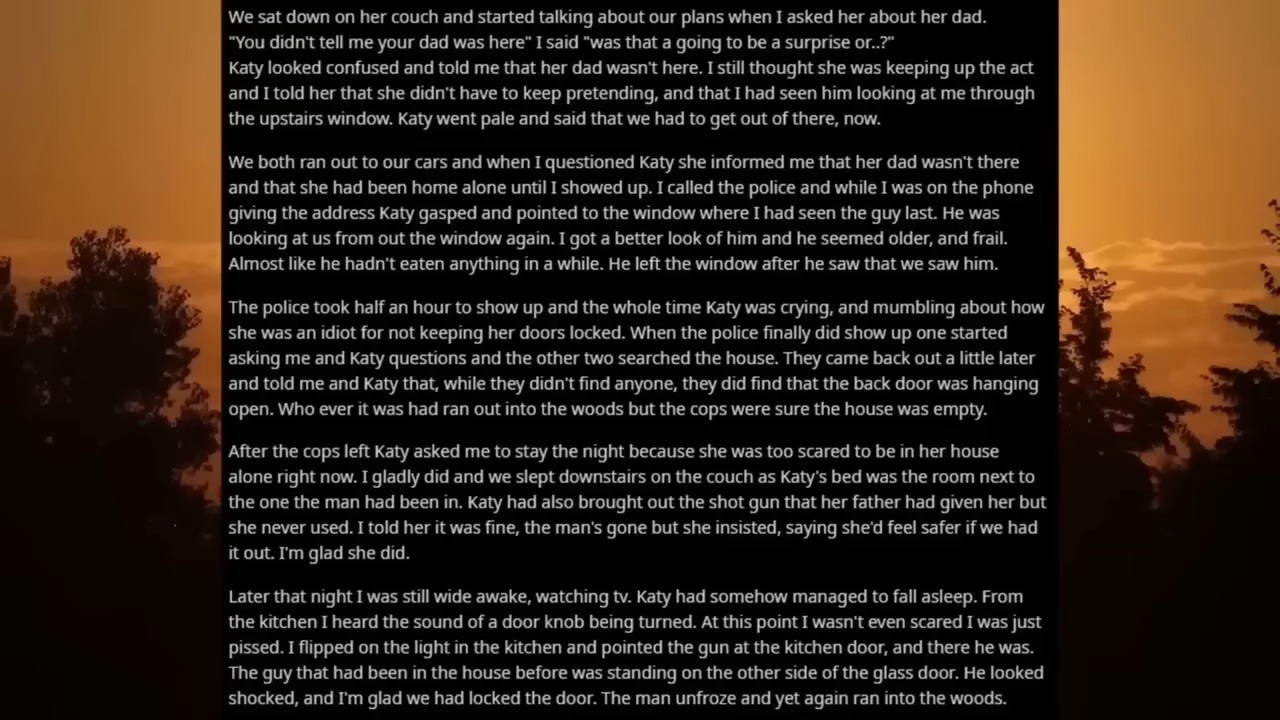 We sat down on her couch and started talking about our plans when I asked her about her dad.
"You didn't tell me your dad was here" I said "was that a going to be a surprise or..?"
Katy looked confused and told me that her dad wasn't here. I still thought she was keeping up the act
and I told her that she didn't have to keep pretending, and that I had seen him looking at me through
the upstairs window. Katy went pale and said that we had to get out of there, now.
We both ran out to our cars and when I questioned Katy she informed me that her dad wasn't there
and that she had been home alone until I showed up. I called the police and while I was on the phone
giving the address Katy gasped and pointed to the window where I had seen the guy last. He was
looking at us from out the window again. I got a better look of him and he seemed older, and frail.
Almost like he hadn't eaten anything in a while. He left the window after he saw that we saw him.
The police took half an hour to show up and the whole time Katy was crying, and mumbling about how
she was an idiot for not keeping her doors locked. When the police finally did show up one started
asking me and Katy questions and the other two searched the house. They came back out a little later
and told me and Katy that, while they didn't find anyone, they did find that the back door was hanging
open. Who ever it was had ran out into the woods but the cops were sure the house was empty.
After the cops left Katy asked me to stay the night because she was too scared to be in her house
alone right now. I gladly did and we slept downstairs on the couch as Katy's bed was the room next to
the one the man had been in. Katy had also brought out the shot gun that her father had given her but
she never used. I told her it was fine, the man's gone but she insisted, saying she'd feel safer if we had
it out. I'm glad she did.
Later that night I was still wide awake, watching tv. Katy had somehow managed to fall asleep. From
the kitchen I heard the sound of a door knob being turned. At this point I wasn't even scared I was just
pissed. I flipped on the light in the kitchen and pointed the gun at the kitchen door, and there he was.
The guy that had been in the house before was standing on the other side of the glass door. He looked
shocked, and I'm glad we had locked the door. The man unfroze and yet again ran into the woods.